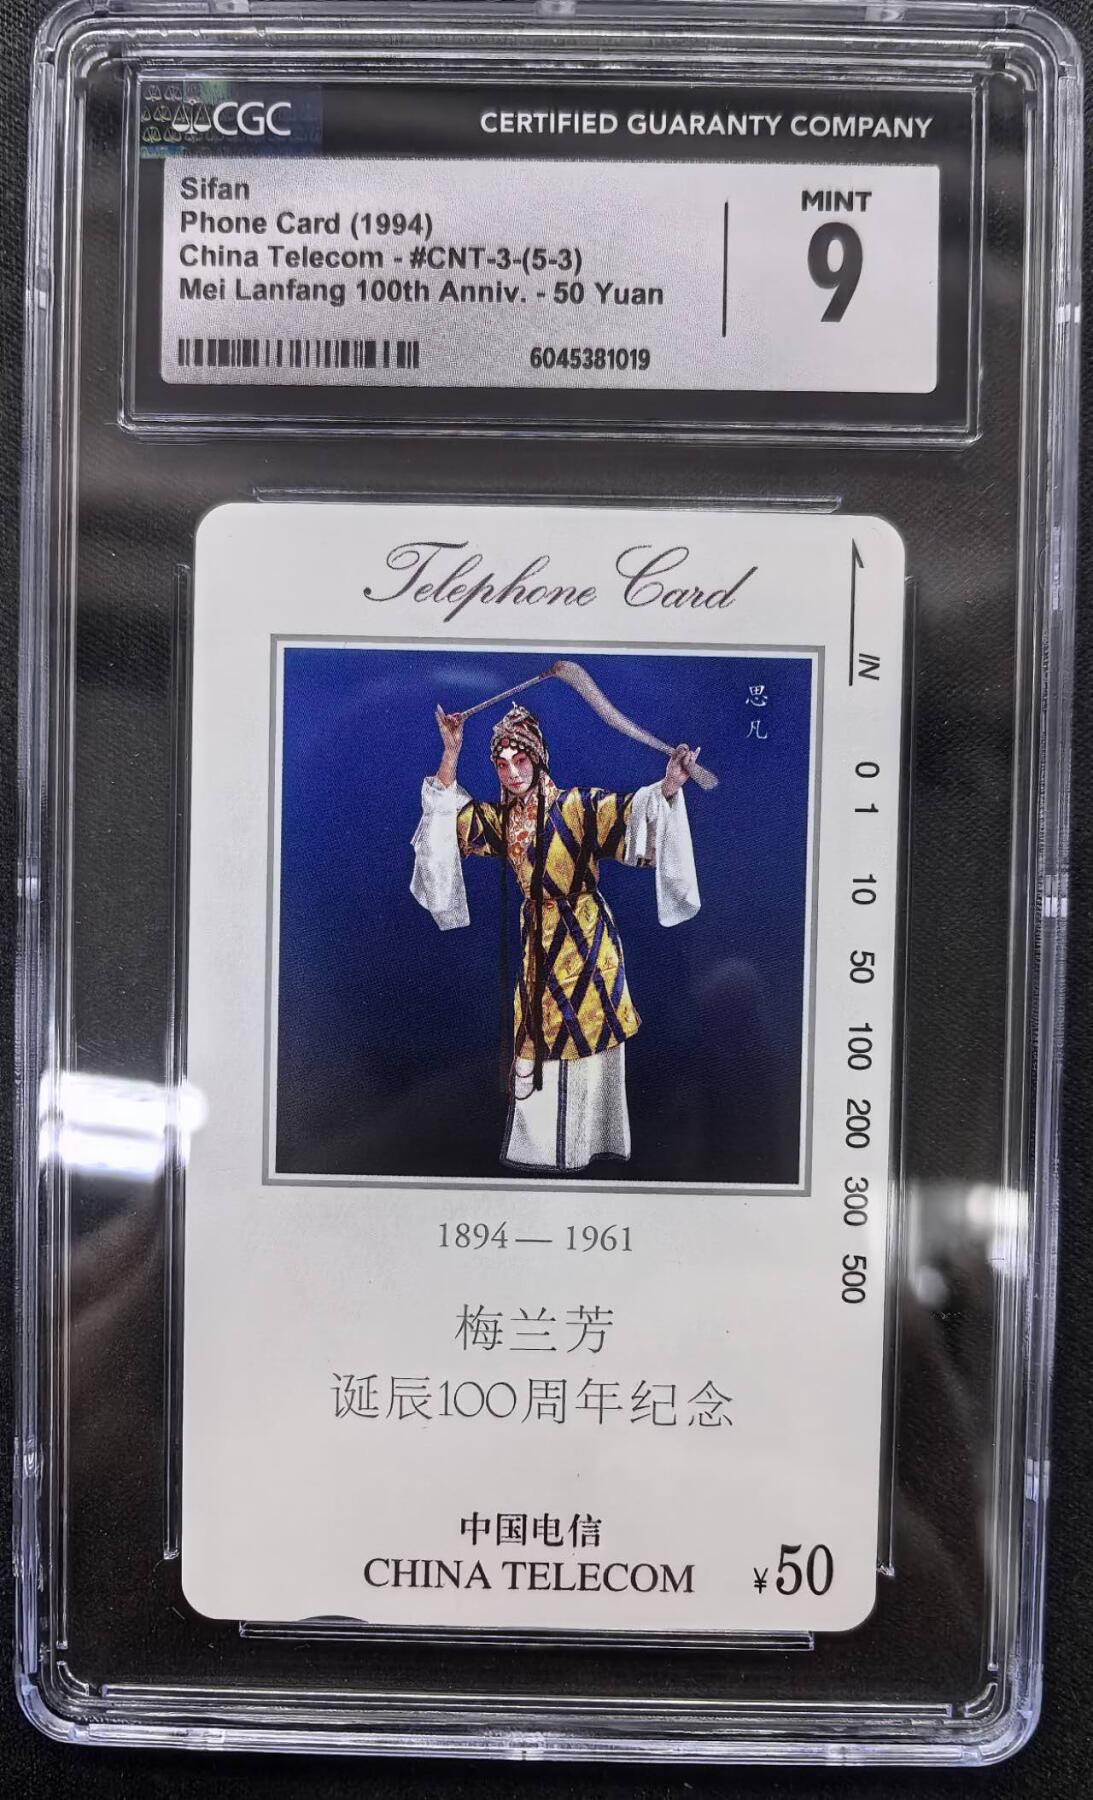 CGC
CERTIFIED GUARANTY COMPANY
Sifan
Phone Card (1994)
China Telecom - #CNT-3-(5-3)
Mei Lanfang 100th Anniv. - 50 Yuan
6045381019
MINT
9
Telephone Card
思凡
IN
0 1 10 50 100 200 300 500
1894—1961
梅兰芳
诞辰100周年纪念
中国电信
CHINA TELECOM
¥50